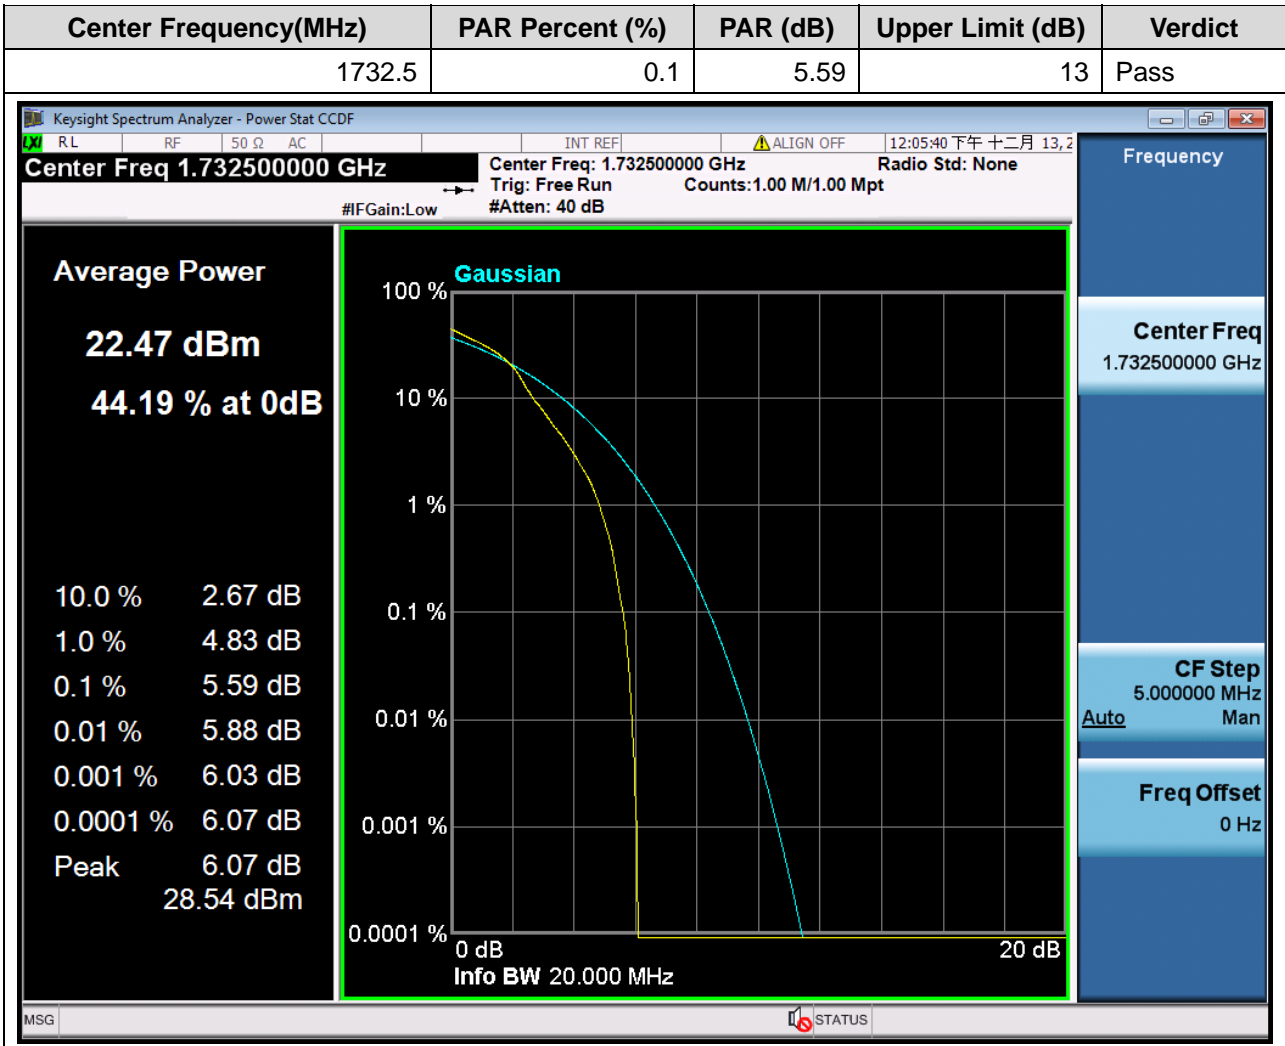 Center Frequency(MHz) PAR Percent (%) PAR (dB) Upper Limit (dB) Verdict
1732.5 0.1 5.59 13 Pass
Keysight Spectrum Analyzer - Power Stat CCDF
LXI RL RF 50 Ω AC INT REF ALIGN OFF 12:05:40 下午 十二月 13, 2
Center Freq 1.732500000 GHz
Center Freq: 1.732500000 GHz Radio Std: None
Trig: Free Run Counts:1.00 M/1.00 Mpt
#IFGain:Low #Atten: 40 dB
Frequency
Average Power
22.47 dBm
44.19 % at 0dB
10.0 % 2.67 dB
1.0 % 4.83 dB
0.1 % 5.59 dB
0.01 % 5.88 dB
0.001 % 6.03 dB
0.0001 % 6.07 dB
Peak 6.07 dB
28.54 dBm
Gaussian
100 %
10 %
1 %
0.1 %
0.01 %
0.001 %
0.0001 %
0 dB 20 dB
Info BW 20.000 MHz
Center Freq
1.732500000 GHz
CF Step
5.000000 MHz
Auto Man
Freq Offset
0 Hz
MSG STATUS